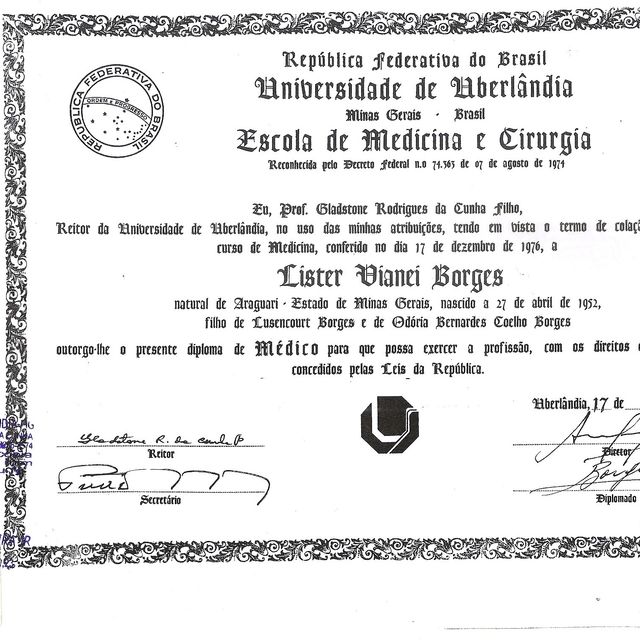 República Federativa do Brasil
Universidade de Uberlândia
Minas Gerais - Brasil
Escola de Medicina e Cirurgia
Reconhecida pelo Decreto Federal n.o 74.363 de 07 de agosto de 1974
REPÚBLICA FEDERATIVA DO BRASIL
ORDEM E PROGRESSO
Eu, Prof. Gladstone Rodrigues da Cunha Filho,
Reitor da Universidade de Uberlândia, no uso das minhas atribuições, tendo em vista o termo de colaç
curso de Medicina, conferido no dia 17 de dezembro de 1976, a
Lister Vianei Borges
natural de Araguari - Estado de Minas Gerais, nascido a 27 de abril de 1952,
filho de Lusencourt Borges e de Odória Bernardes Coelho Borges
outorgo-lhe o presente diploma de Médico para que possa exercer a profissão, com os direitos
concedidos pelas Leis da República.
Uberlândia, 17 de
Gladstone R. da Cunha F
Reitor
Diretor
Secretário
Borges
Diplomado